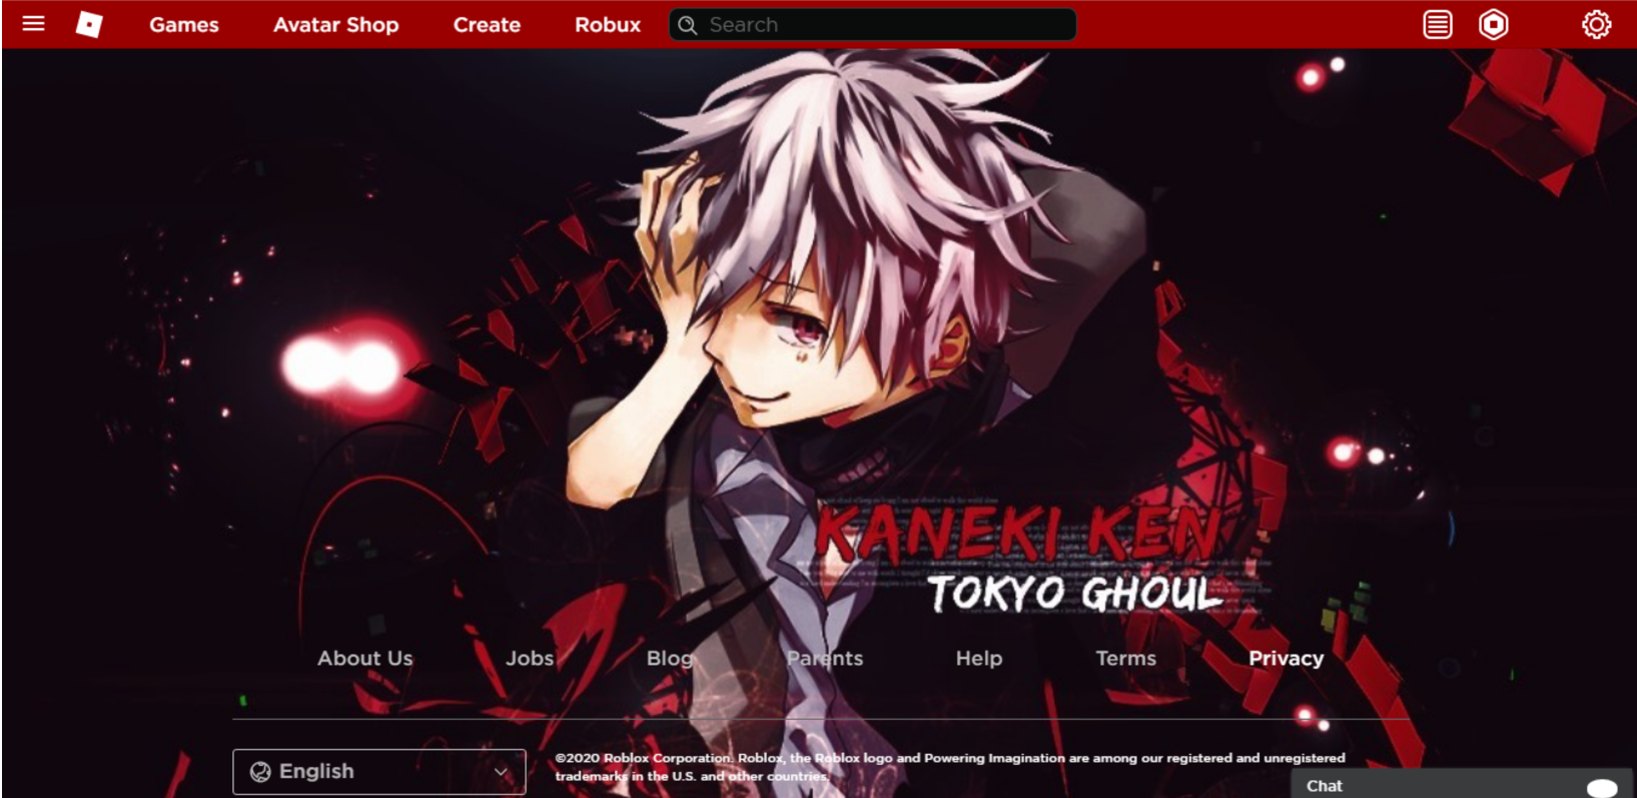 Games Avatar Shop Create Robux Search
KANEKI KEN
TOKYO GHOUL
About Us Jobs Blog Parents Help Terms Privacy
English
©2020 Roblox Corporation. Roblox, the Roblox logo and Powering Imagination are among our registered and unregistered
trademarks in the U.S. and other countries.
Chat